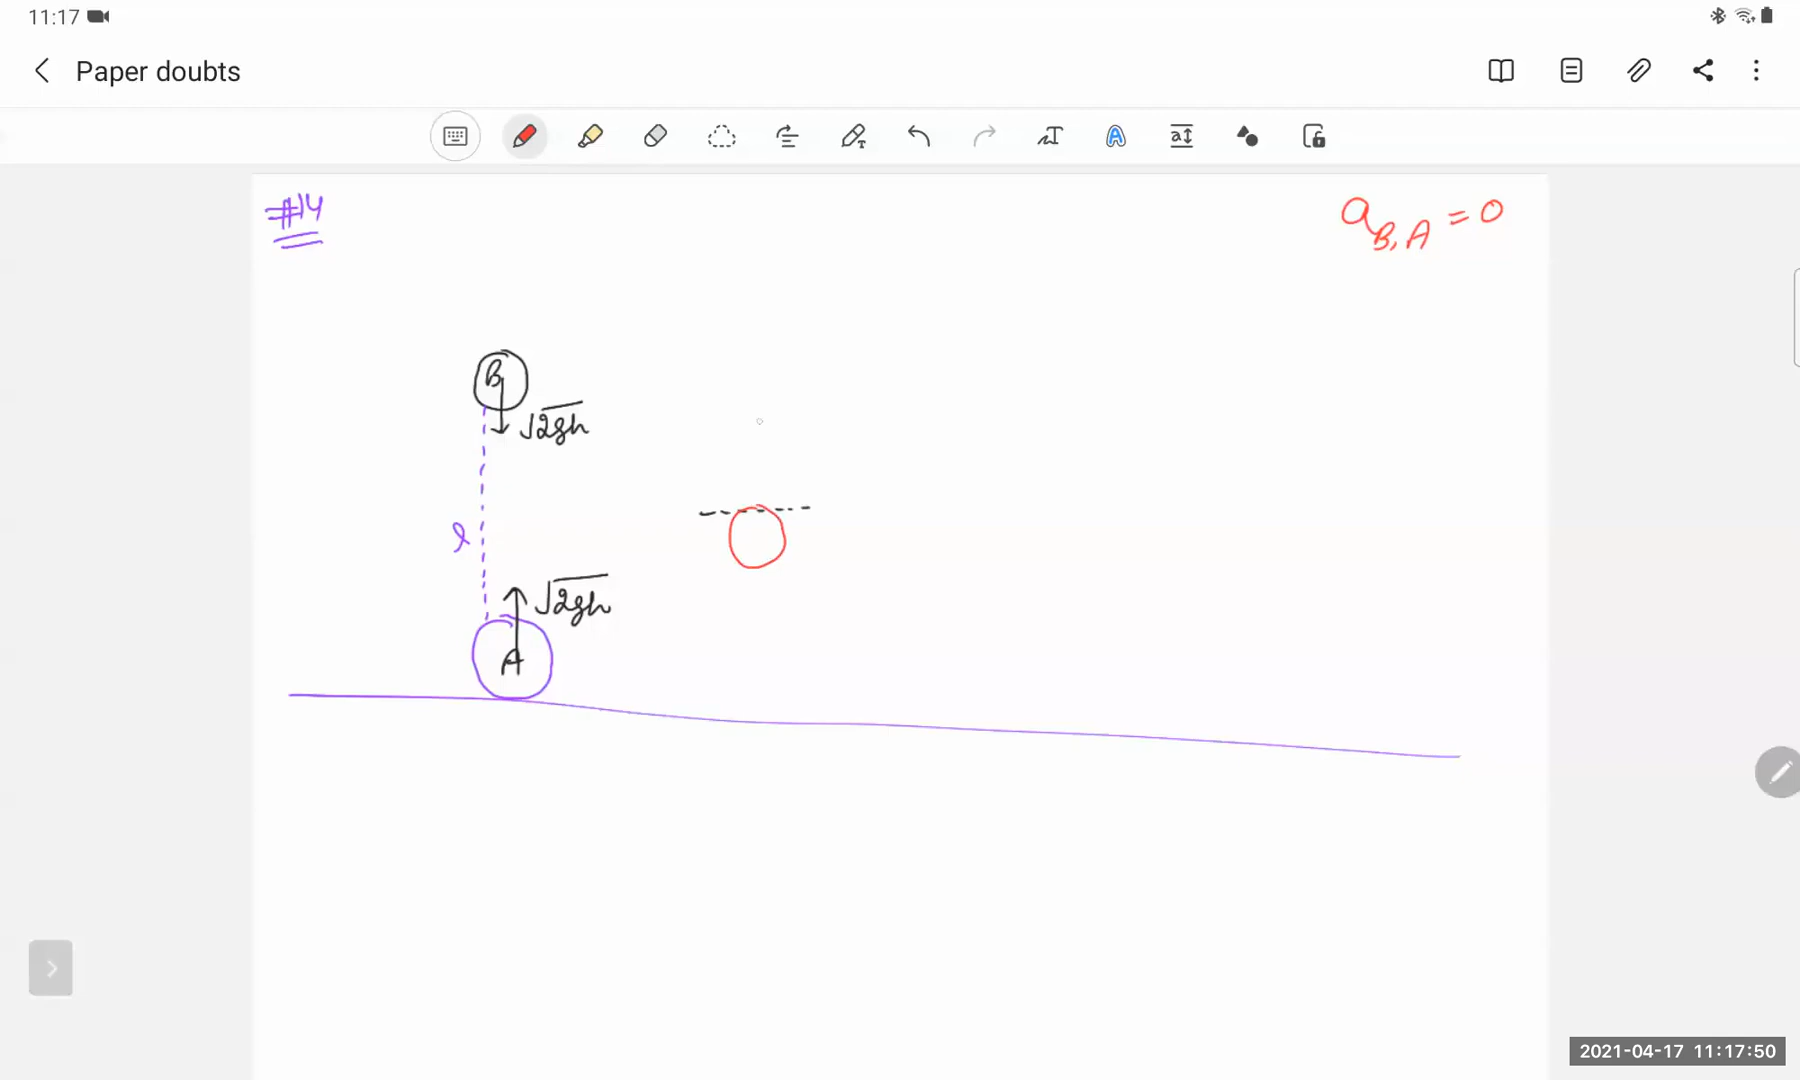 11:17
Paper doubts
#14
a_{B,A} = 0
B
√2gh
l
√2gh
A
2021-04-17 11:17:50